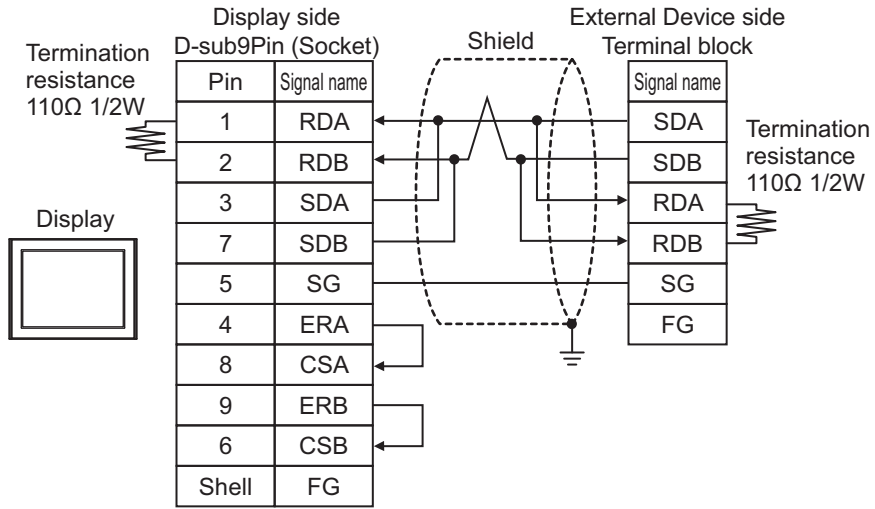 Display side
D-sub9Pin (Socket)
External Device side
Terminal block
Shield
Termination
resistance
110Ω 1/2W
Pin Signal name
1 RDA
2 RDB
3 SDA
7 SDB
5 SG
4 ERA
8 CSA
9 ERB
6 CSB
Shell FG
Display
Signal name
SDA
SDB
RDA
RDB
SG
FG
Termination
resistance
110Ω 1/2W